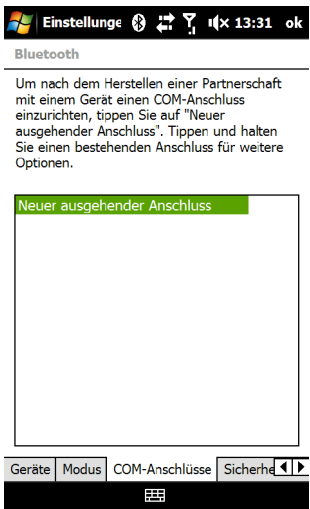 Einstellunge 13:31 ok
Bluetooth
Um nach dem Herstellen einer Partnerschaft
mit einem Gerät einen COM-Anschluss
einzurichten, tippen Sie auf "Neuer
ausgehender Anschluss". Tippen und halten
Sie einen bestehenden Anschluss für weitere
Optionen.
Neuer ausgehender Anschluss
Geräte Modus COM-Anschlüsse Sicherhe